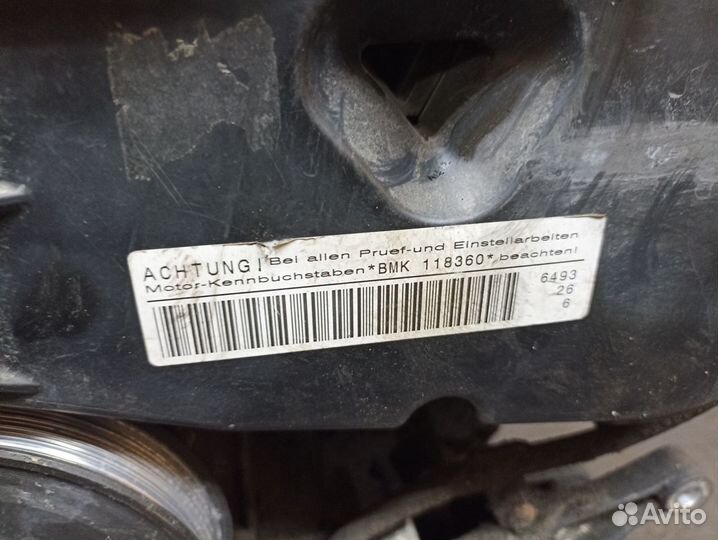 ACHTUNG! Bei allen Pruef-und Einstellarbeiten
Motor-Kennbuchstaben*BMK 118360* beachten!
6493
26
6
Avito